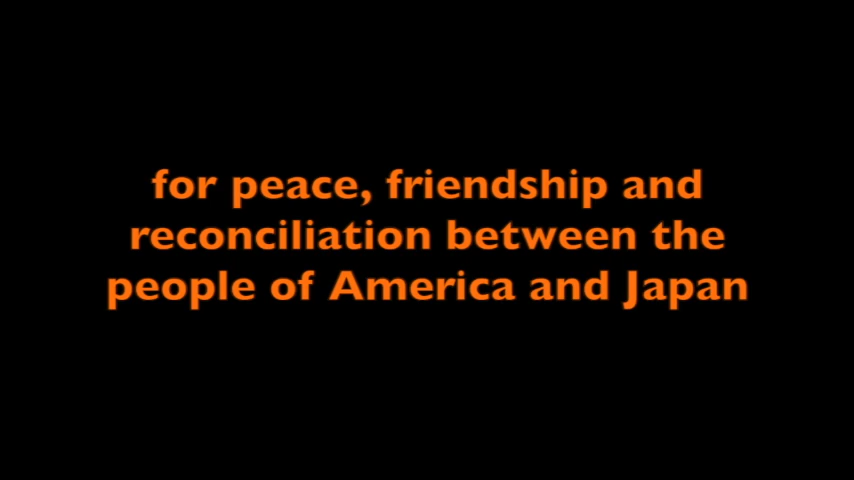 for peace, friendship and
reconciliation between the
people of America and Japan